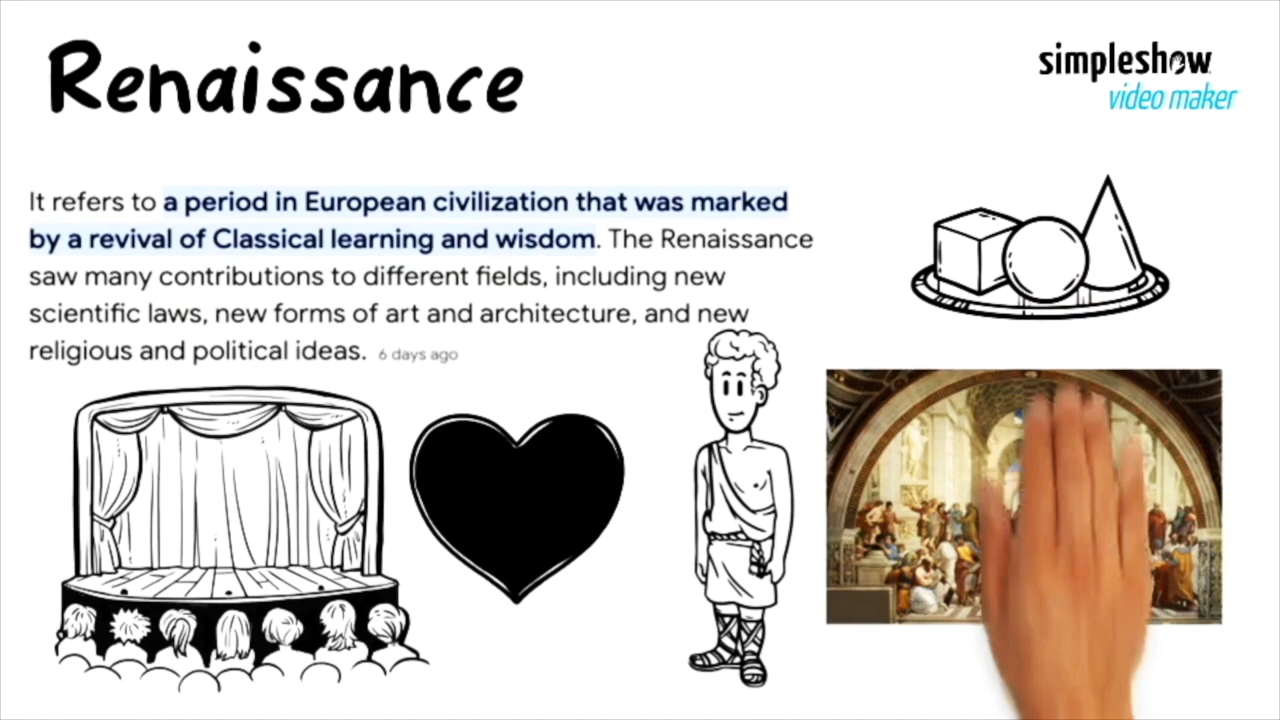 Renaissance
simpleshow
video maker
It refers to a period in European civilization that was marked
by a revival of Classical learning and wisdom. The Renaissance
saw many contributions to different fields, including new
scientific laws, new forms of art and architecture, and new
religious and political ideas. 6 days ago